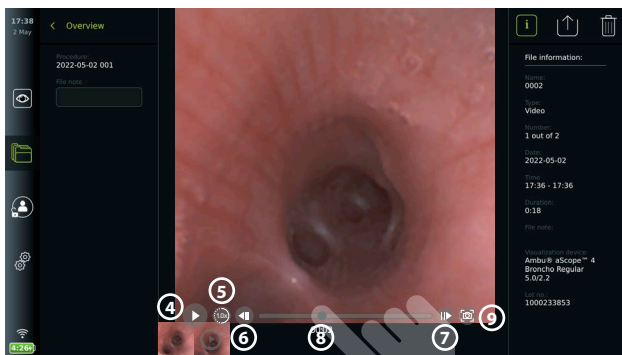 17:38
2 May
Overview
Procedure:
2022-05-02 001
File note
i
File information:
Name:
0002
Type:
Video
Number:
1 out of 2
Date:
2022-05-02
Time
17:36 - 17:36
Duration:
0:18
File note:
Visualization device:
Ambu® aScope™ 4
Broncho Regular
5.0/2.2
Lot no.
1000233853
4
5
1.0x
6
8
7
9
4:26